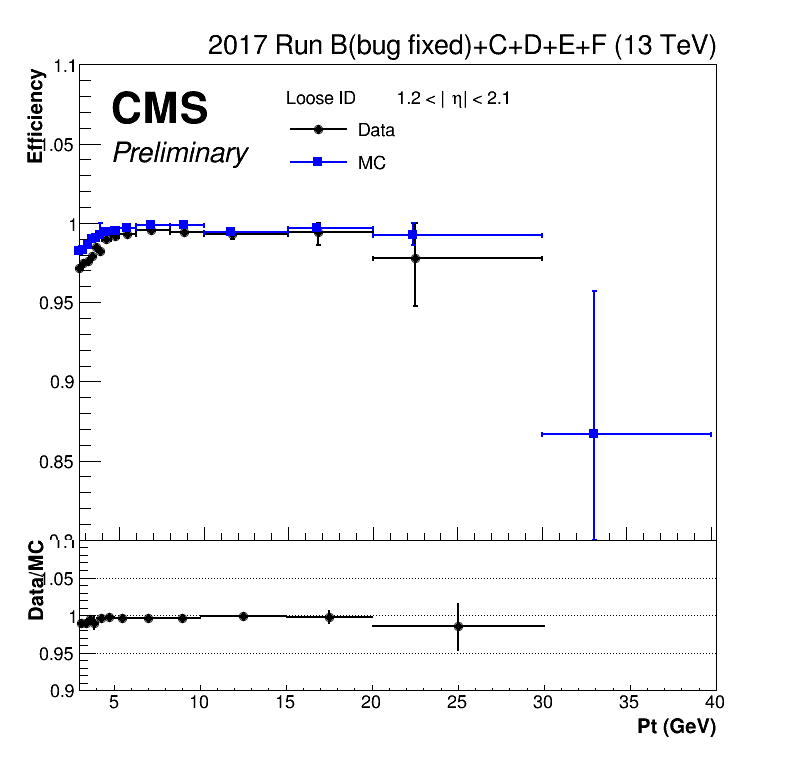 2017 Run B(bug fixed)+C+D+E+F (13 TeV)
CMS
Preliminary
Loose ID 1.2 < | η| < 2.1
Data
MC
Efficiency
1.1
1.05
1
0.95
0.9
0.85
Data/MC
1.05
1
0.95
0.9
5 10 15 20 25 30 35 40
Pt (GeV)